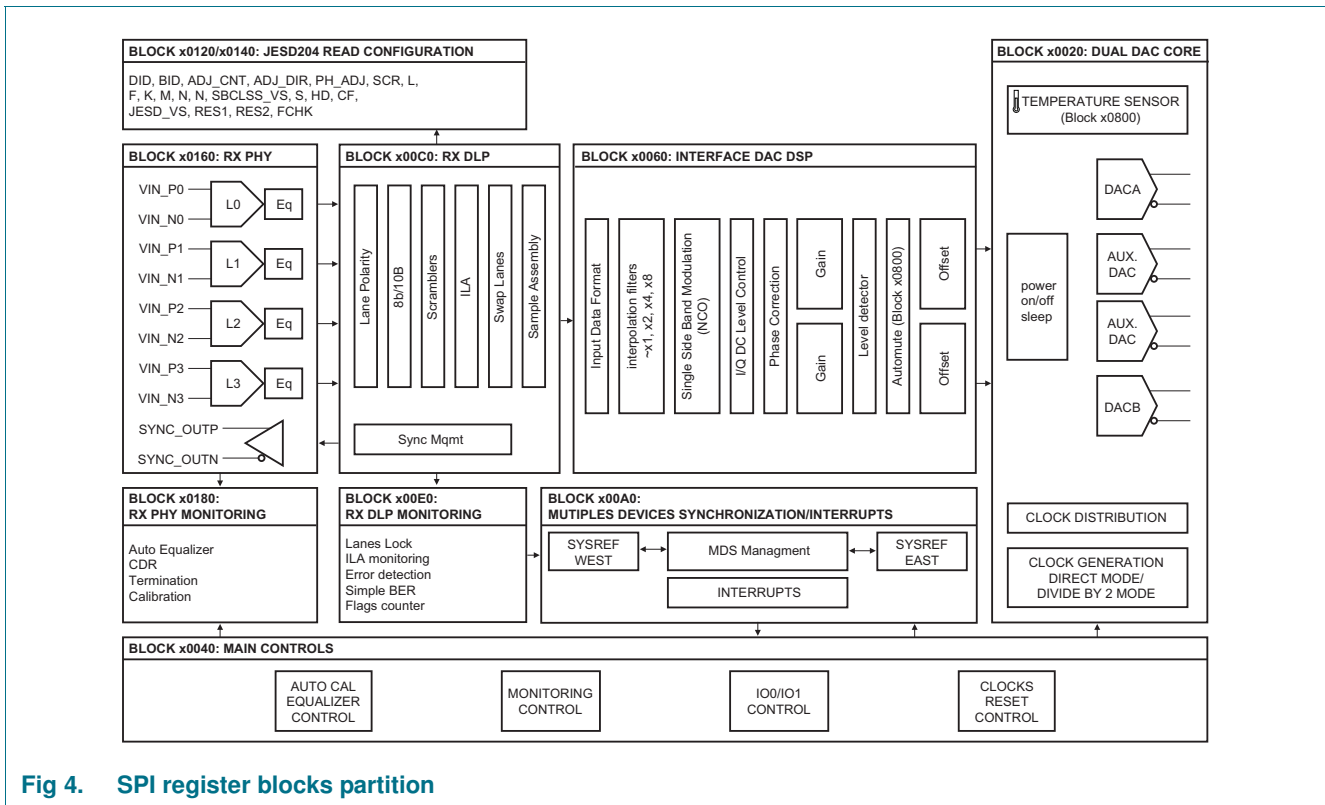 BLOCK x0120/x0140: JESD204 READ CONFIGURATION
DID, BID, ADJ_CNT, ADJ_DIR, PH_ADJ, SCR, L,
F, K, M, N, N, SBCLSS_VS, S, HD, CF,
JESD_VS, RES1, RES2, FCHK
BLOCK x0160: RX PHY
VIN_P0
VIN_N0
L0
Eq
VIN_P1
VIN_N1
L1
Eq
VIN_P2
VIN_N2
L2
Eq
VIN_P3
VIN_N3
L3
Eq
SYNC_OUTP
SYNC_OUTN
BLOCK x00C0: RX DLP
Lane Polarity
8b/10B
Scramblers
ILA
Swap Lanes
Sample Assembly
Sync Mqmt
BLOCK x0060: INTERFACE DAC DSP
Input Data Format
interpolation filters
~x1, x2, x4, x8
Single Side Band Modulation
(NCO)
I/Q DC Level Control
Phase Correction
Gain
Gain
Level detector
Automute (Block x0800)
Offset
Offset
BLOCK x0020: DUAL DAC CORE
TEMPERATURE SENSOR
(Block x0800)
DACA
AUX.
DAC
power
on/off
sleep
AUX.
DAC
DACB
CLOCK DISTRIBUTION
CLOCK GENERATION
DIRECT MODE/
DIVIDE BY 2 MODE
BLOCK x0180:
RX PHY MONITORING
Auto Equalizer
CDR
Termination
Calibration
BLOCK x00E0:
RX DLP MONITORING
Lanes Lock
ILA monitoring
Error detection
Simple BER
Flags counter
BLOCK x00A0:
MUTIPLES DEVICES SYNCHRONIZATION/INTERRUPTS
SYSREF
WEST
MDS Managment
SYSREF
EAST
INTERRUPTS
BLOCK x0040: MAIN CONTROLS
AUTO CAL
EQUALIZER
CONTROL
MONITORING
CONTROL
IO0/IO1
CONTROL
CLOCKS
RESET
CONTROL
Fig 4. SPI register blocks partition